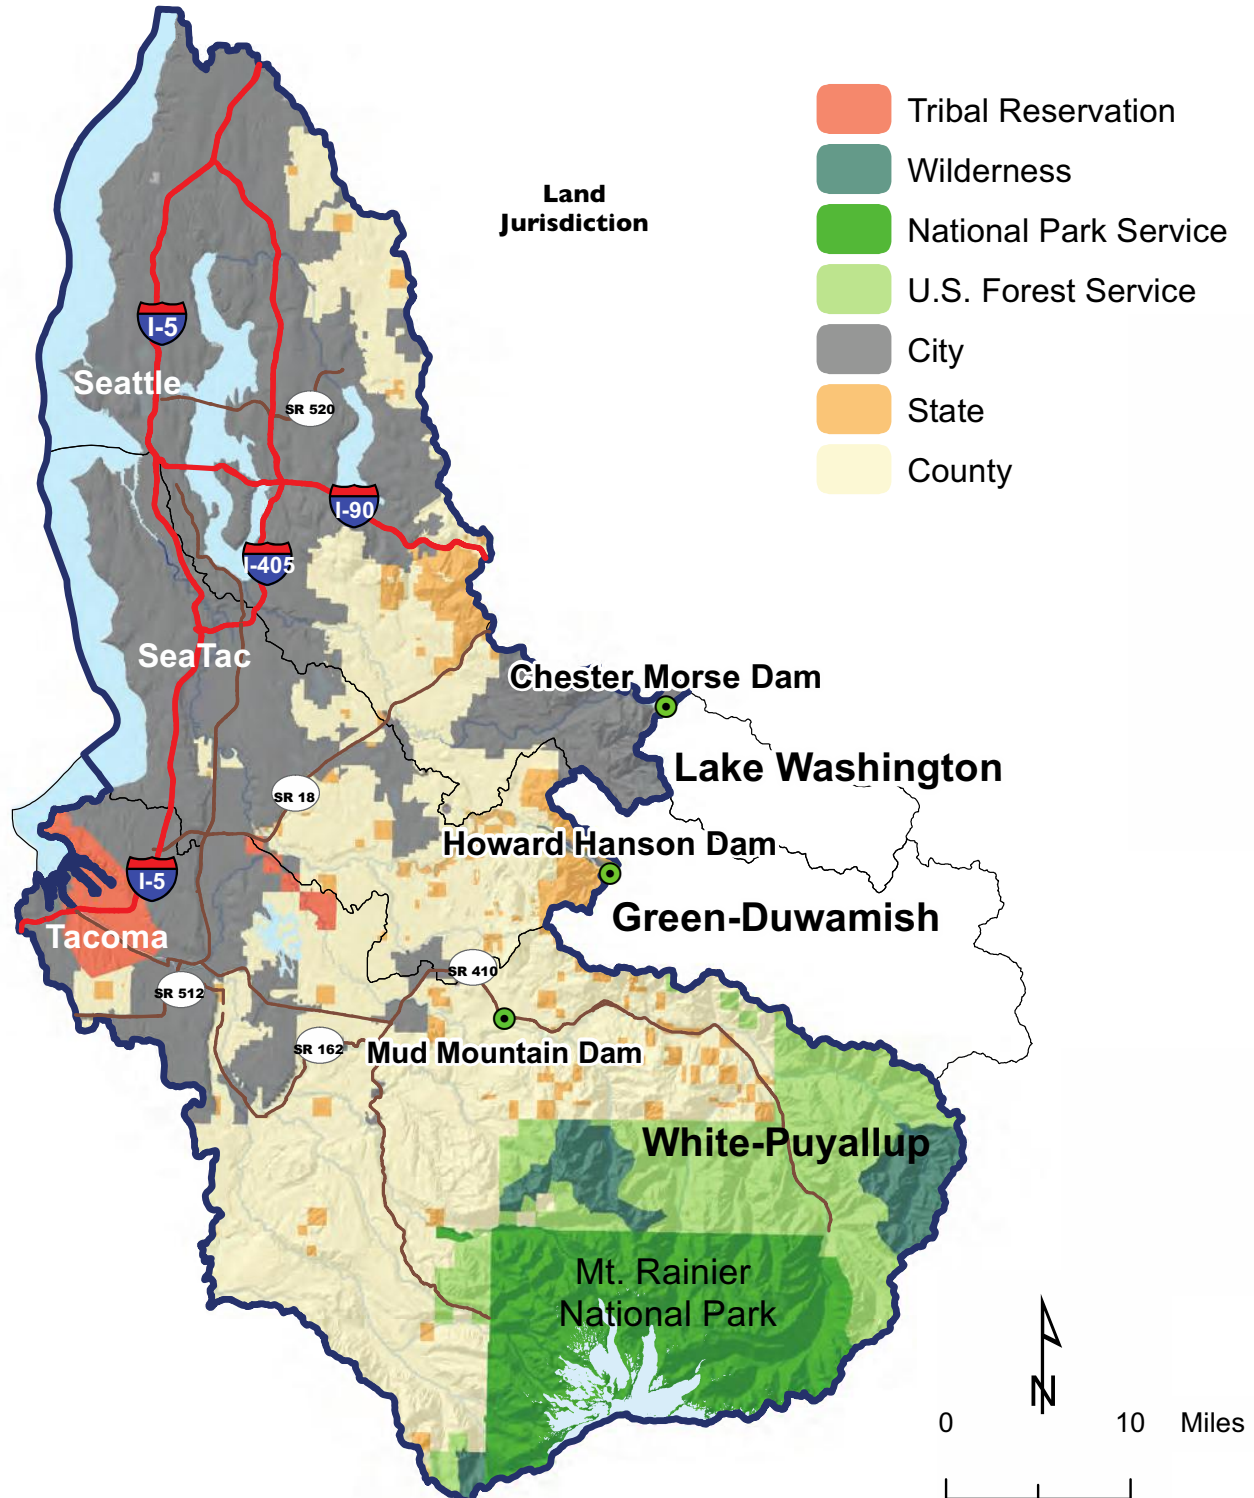 Land
Jurisdiction
Tribal Reservation
Wilderness
National Park Service
U.S. Forest Service
City
State
County
I-5
Seattle
SR 520
I-90
I-405
SeaTac
Chester Morse Dam
Lake Washington
SR 18
Howard Hanson Dam
I-5
Green-Duwamish
Tacoma
SR 410
SR 512
Mud Mountain Dam
SR 162
White-Puyallup
Mt. Rainier
National Park
N
0 10 Miles